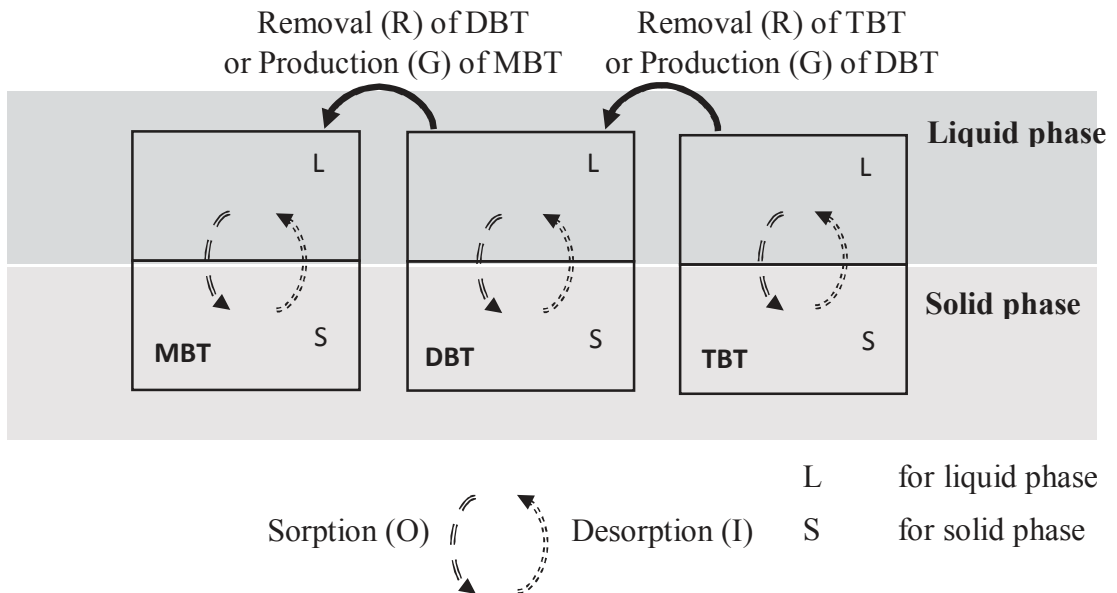 Removal (R) of DBT
or Production (G) of MBT
Removal (R) of TBT
or Production (G) of DBT
Liquid phase
L
L
L
Solid phase
MBT
S
DBT
S
TBT
S
L for liquid phase
Sorption (O)
Desorption (I)
S for solid phase